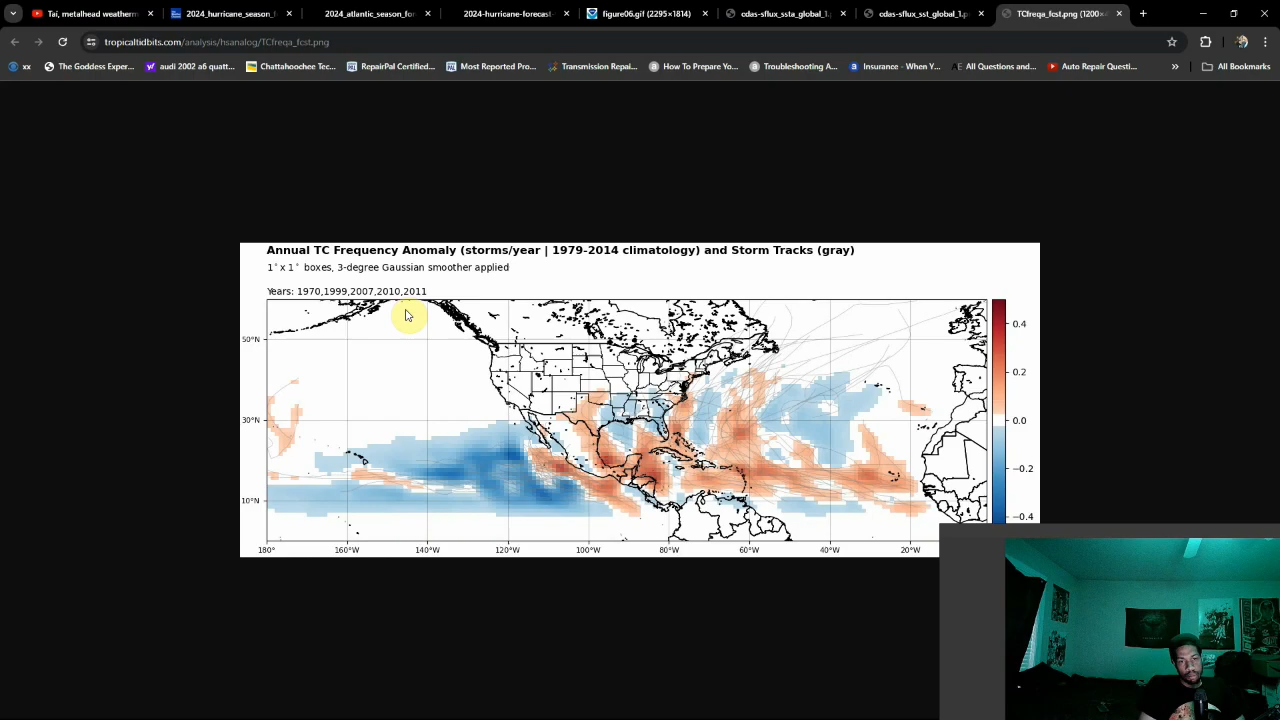 Tai, metalhead weatherm
2024_hurricane_season_f
2024_atlantic_season_for
2024-hurricane-forecast-
figure06.gif (2295×1814)
cdas-sflux_ssta_global_1.p
cdas-sflux_sst_global_1.p
TCfreqa_fcst.png (1200×4
tropicaltidbits.com/analysis/hsanalog/TCfreqa_fcst.png
xx
The Goddess Exper...
audi 2002 a6 quatt...
Chattahoochee Tec...
RepairPal Certified...
Most Reported Pro...
Transmission Repai...
How To Prepare Yo...
Troubleshooting A...
Insurance - When Y...
All Questions and...
Auto Repair Questi...
All Bookmarks
Annual TC Frequency Anomaly (storms/year | 1979-2014 climatology) and Storm Tracks (gray)
1°x 1° boxes, 3-degree Gaussian smoother applied
Years: 1970,1999,2007,2010,2011
50°N
30°N
10°N
180°
160°W
140°W
120°W
100°W
80°W
60°W
40°W
20°W
0.4
0.2
0.0
−0.2
−0.4